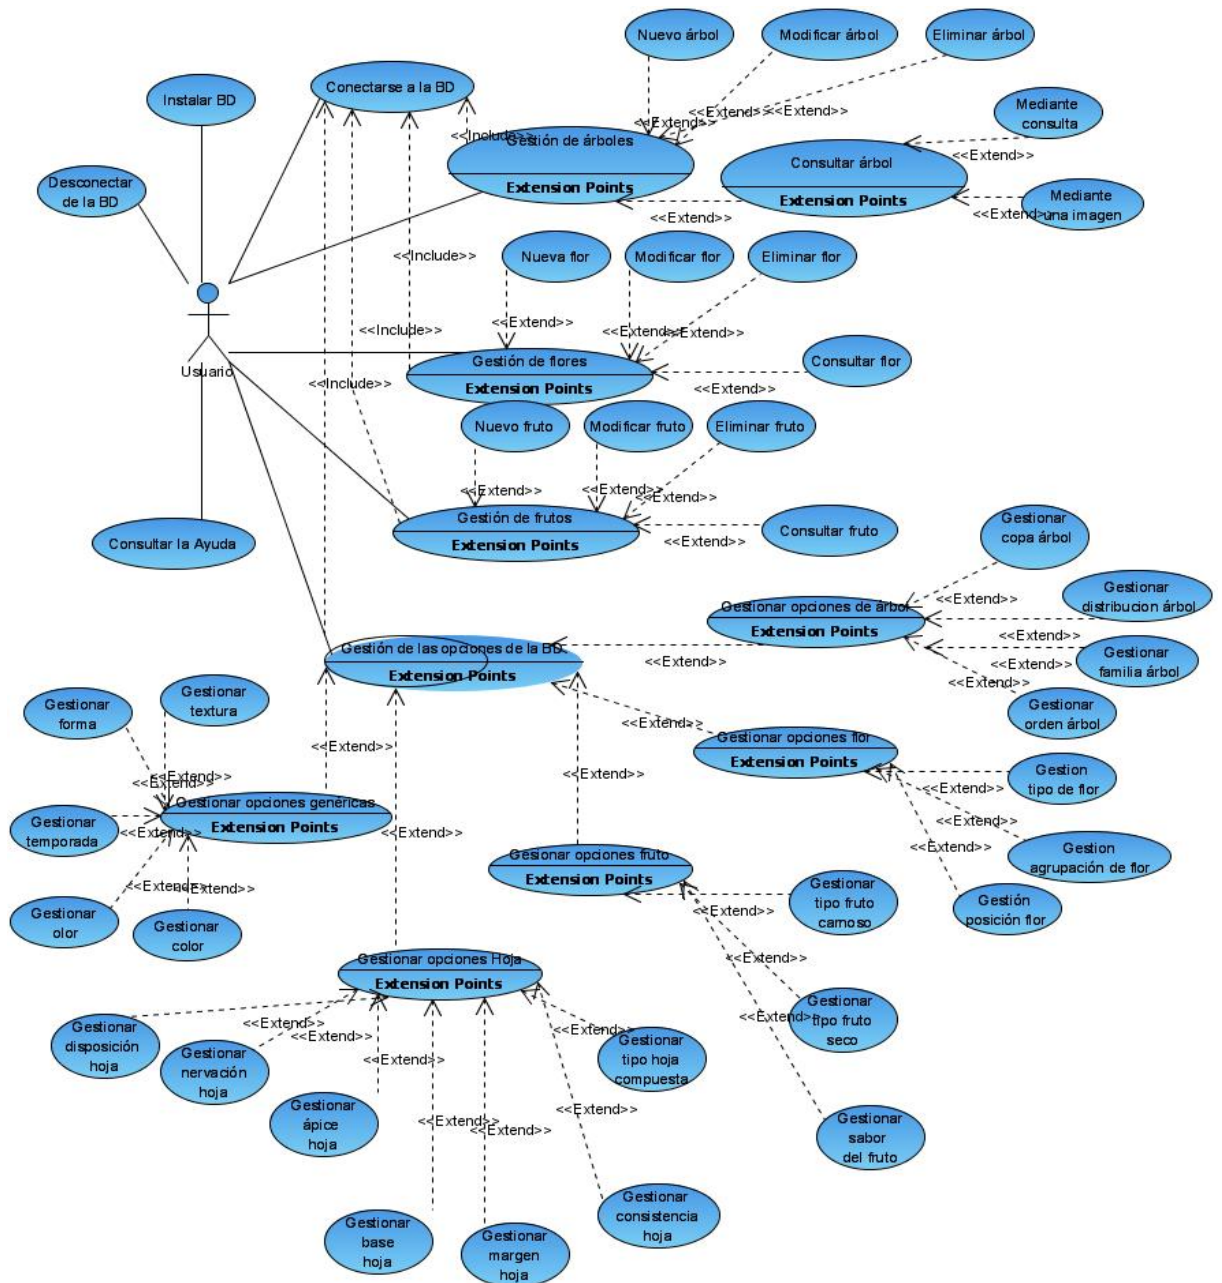 Nuevo árbol
Modificar árbol
Eliminar árbol
Instalar BD
Conectarse a la BD
Mediante
consulta
<<Extend>>
<<Extend>>
<<Extend>>
<<Include>>
Gestión de árboles
Extension Points
Consultar árbol
Extension Points
<<Extend>>
Desconectar
de la BD
Mediante
una imagen
<<Extend>>
<<Extend>>
Nueva flor
Modificar flor
Eliminar flor
<<Include>>
<<Extend>>
<<Extend>>
<<Extend>>
<<Include>>
Usuario
Gestión de flores
Extension Points
Consultar flor
<<Extend>>
<<Include>>
Nuevo fruto
Modificar fruto
Eliminar fruto
<<Extend>>
<<Extend>>
<<Extend>>
Gestión de frutos
Extension Points
Consultar fruto
<<Extend>>
Consultar la Ayuda
Gestionar
copa árbol
Gestionar
distribucion árbol
<<Extend>>
Gestionar opciones de árbol
Extension Points
<<Extend>>
Gestionar
familia árbol
<<Extend>>
Gestionar
orden árbol
Gestión de las opciones de la BD
Extension Points
<<Extend>>
Gestionar
forma
Gestionar
textura
<<Extend>>
<<Extend>>
Gestionar opciones flor
Extension Points
<<Extend>>
<<Extend>>
<<Extend>>
<<Extend>>
Gestion
tipo de flor
<<Extend>>
Gestionar opciones genéricas
Extension Points
Gestionar
temporada
<<Extend>>
<<Extend>>
<<Extend>>
<<Extend>>
Gestion
agrupación de flor
Gesionar opciones fruto
Extension Points
<<Extend>>
<<Extend>>
Gestionar
olor
Gestionar
color
Gestionar
tipo fruto
carnoso
<<Extend>>
Gestión
posición flor
Gestionar opciones Hoja
Extension Points
<<Extend>>
Gestionar
disposición
hoja
<<Extend>>
<<Extend>>
<<Extend>>
<<Extend>>
<<Extend>>
Gestionar
tipo fruto
seco
Gestionar
nervación
hoja
Gestionar
tipo hoja
compuesta
Gestionar
ápice
hoja
<<Extend>>
<<Extend>>
<<Extend>>
Gestionar
sabor
del fruto
Gestionar
base
hoja
Gestionar
margen
hoja
Gestionar
consistencia
hoja